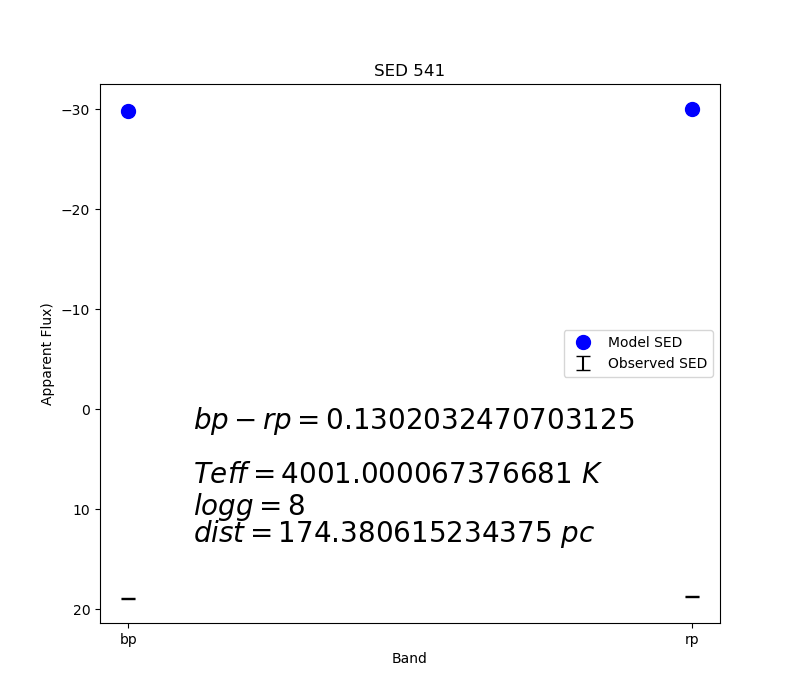 SED 541
−30
−20
−10
0
10
20
Apparent Flux)
Model SED
Observed SED
bp − rp = 0.1302032470703125
Teff = 4001.000067376681 K
logg = 8
dist = 174.380615234375 pc
bp
rp
Band